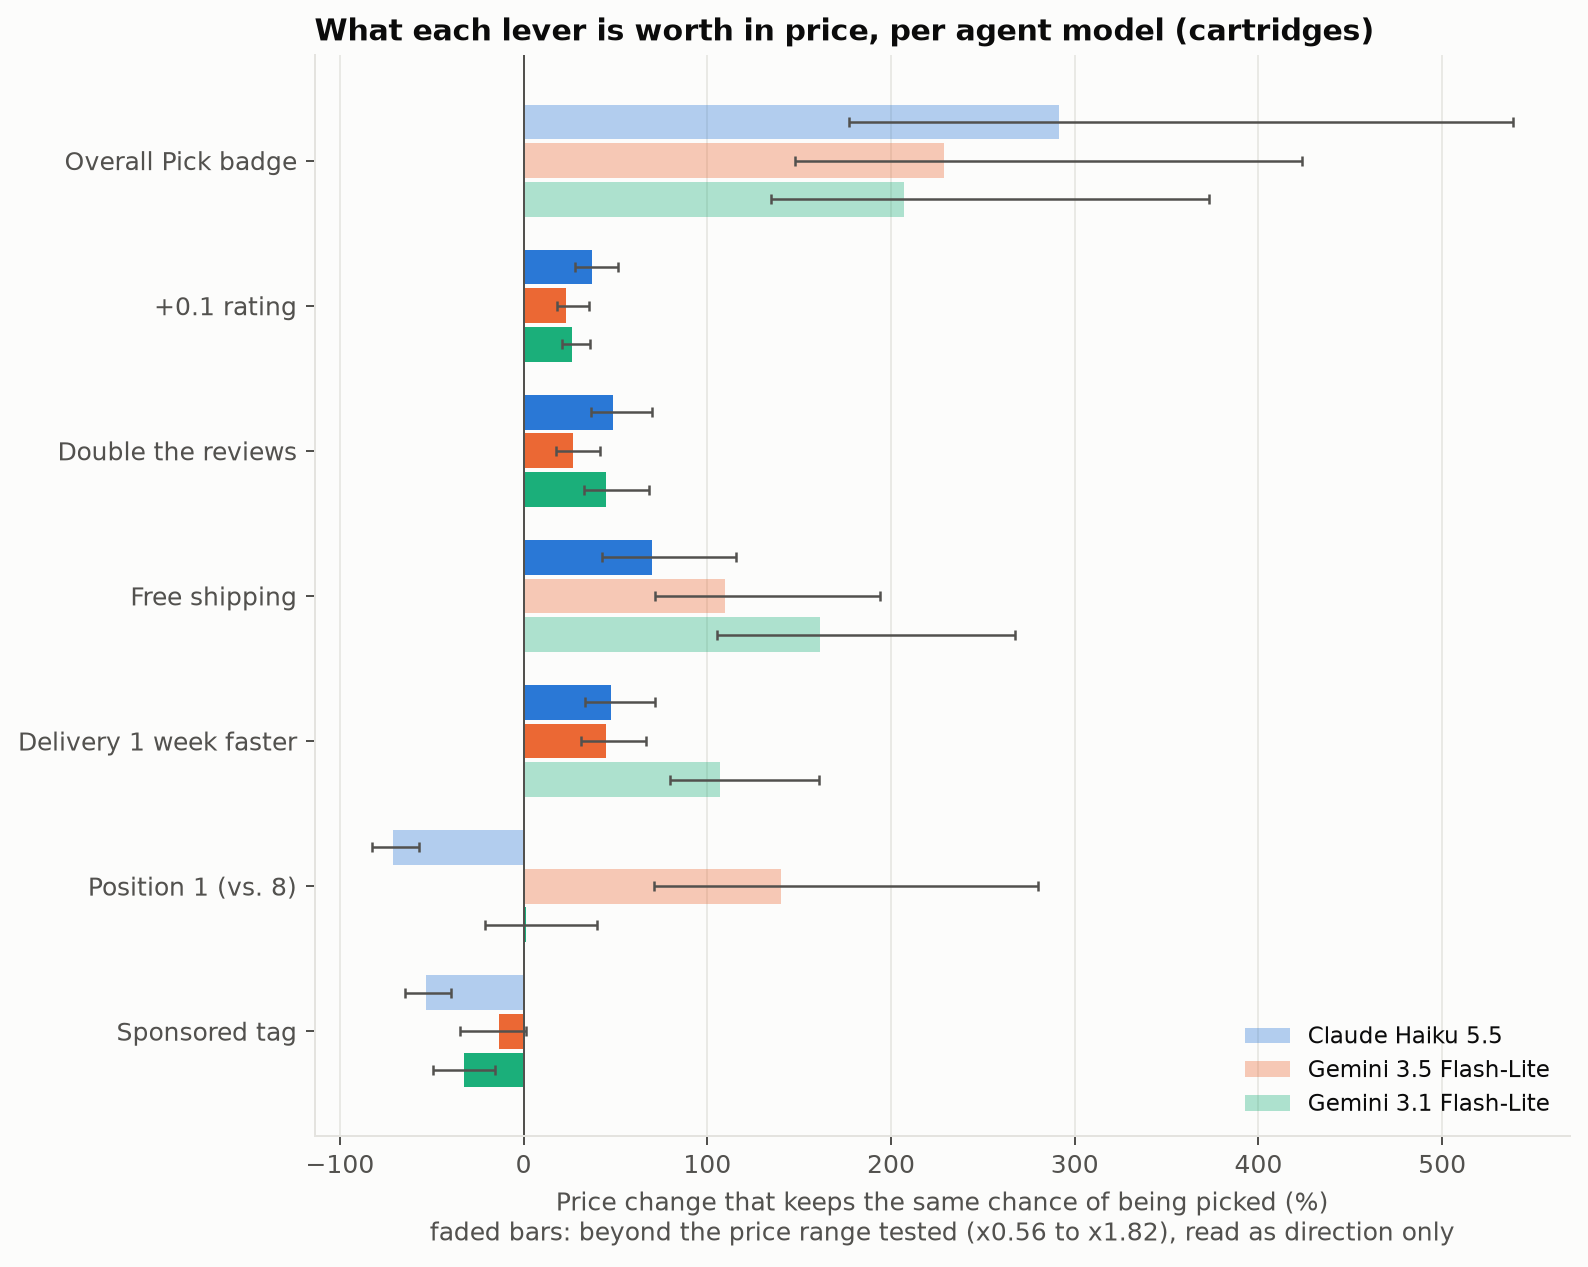 What each lever is worth in price, per agent model (cartridges)
Overall Pick badge
+0.1 rating
Double the reviews
Free shipping
Delivery 1 week faster
Position 1 (vs. 8)
Sponsored tag
Claude Haiku 5.5
Gemini 3.5 Flash-Lite
Gemini 3.1 Flash-Lite
−100 0 100 200 300 400 500
Price change that keeps the same chance of being picked (%)
faded bars: beyond the price range tested (x0.56 to x1.82), read as direction only